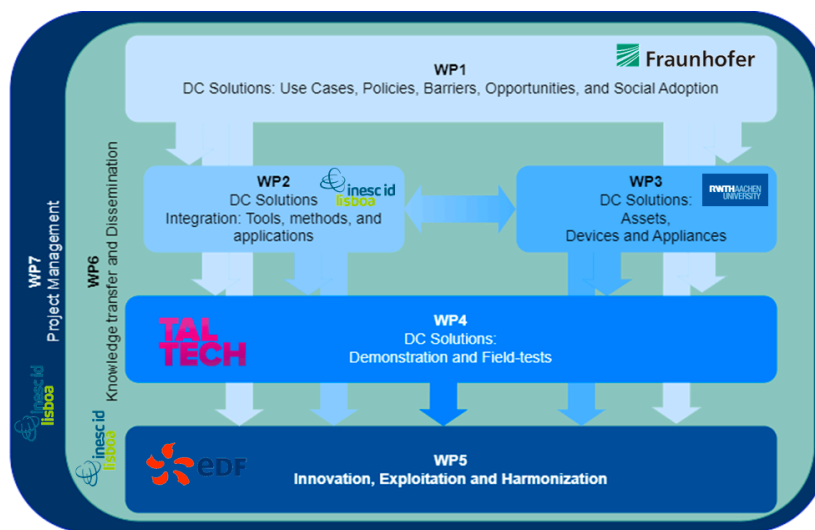 WP1
Fraunhofer
DC Solutions: Use Cases, Policies, Barriers, Opportunities, and Social Adoption
WP2
inesc id
lisboa
DC Solutions
Integration: Tools, methods, and
applications
WP3
RWTHAACHEN
UNIVERSITY
DC Solutions:
Assets,
Devices and Appliances
WP7
Project Management
inesc id
lisboa
WP6
Knowledge transfer and Dissemination
inesc id
lisboa
TAL
TECH
WP4
DC Solutions:
Demonstration and Field-tests
eDF
WP5
Innovation, Exploitation and Harmonization